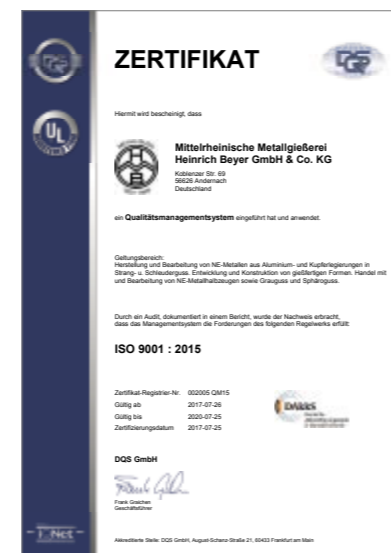 ZERTIFIKAT
Hiermit wird bescheinigt, dass
Mittelrheinische Metallgießerei
Heinrich Beyer GmbH & Co. KG
Koblenzer Str. 69
56626 Andernach
Deutschland
ein Qualitätsmanagementsystem eingeführt hat und anwendet.
Geltungsbereich:
Herstellung und Bearbeitung von NE-Metallen aus Aluminium- und Kupferlegierungen in
Strang- u. Schleuderguss. Entwicklung und Konstruktion von gießfertigen Formen. Handel mit
und Bearbeitung von NE-Metallhalbzeugen sowie Grauguss und Sphäroguss.
Durch ein Audit, dokumentiert in einem Bericht, wurde der Nachweis erbracht,
dass das Managementsystem die Forderungen des folgenden Regelwerks erfüllt:
ISO 9001 : 2015
Zertifikat-Registrier-Nr. 002005 QM15
Gültig ab 2017-07-26
Gültig bis 2020-07-25
Zertifizierungsdatum 2017-07-25
DAkkS
DQS GmbH
Frank Graichen
Geschäftsführer
Akkreditierte Stelle: DQS GmbH, August-Schanz-Straße 21, 60433 Frankfurt am Main
DQS
UL
IQNet